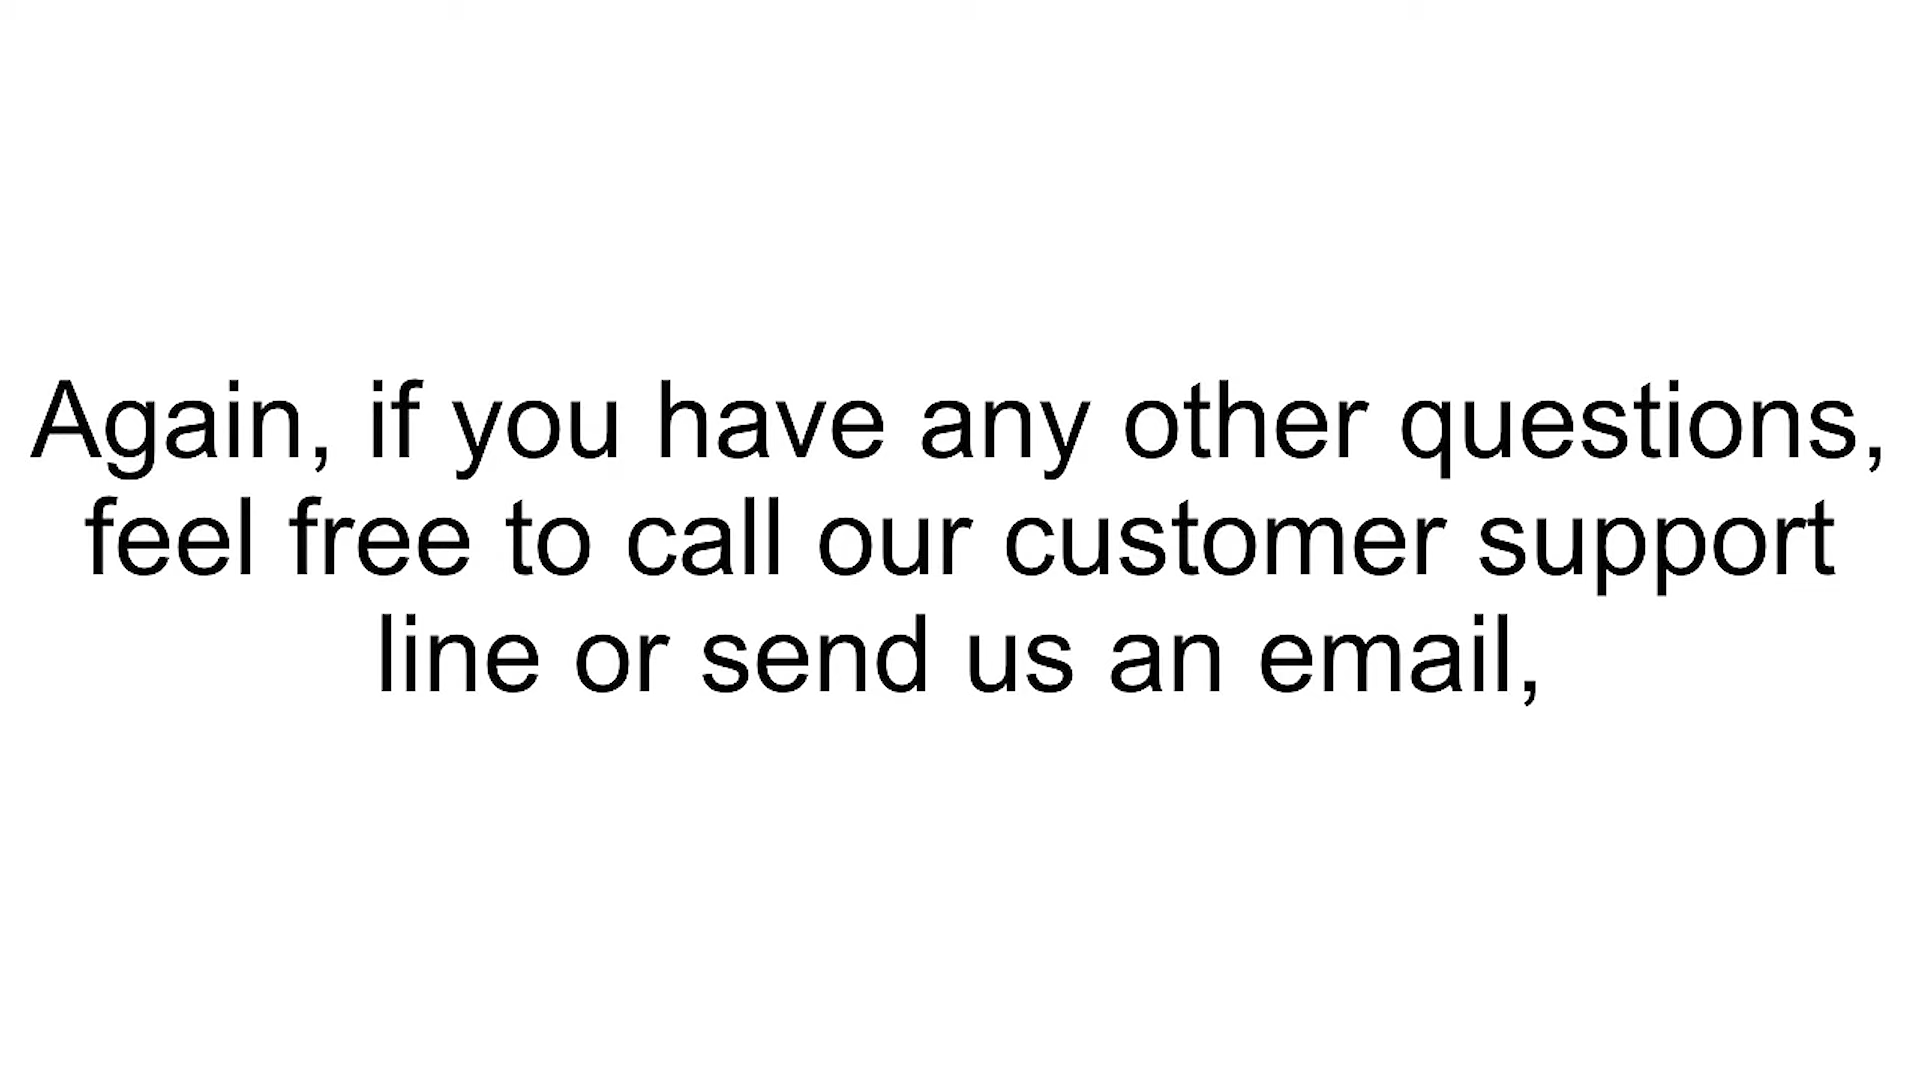 Again, if you have any other questions,
feel free to call our customer support
line or send us an email,